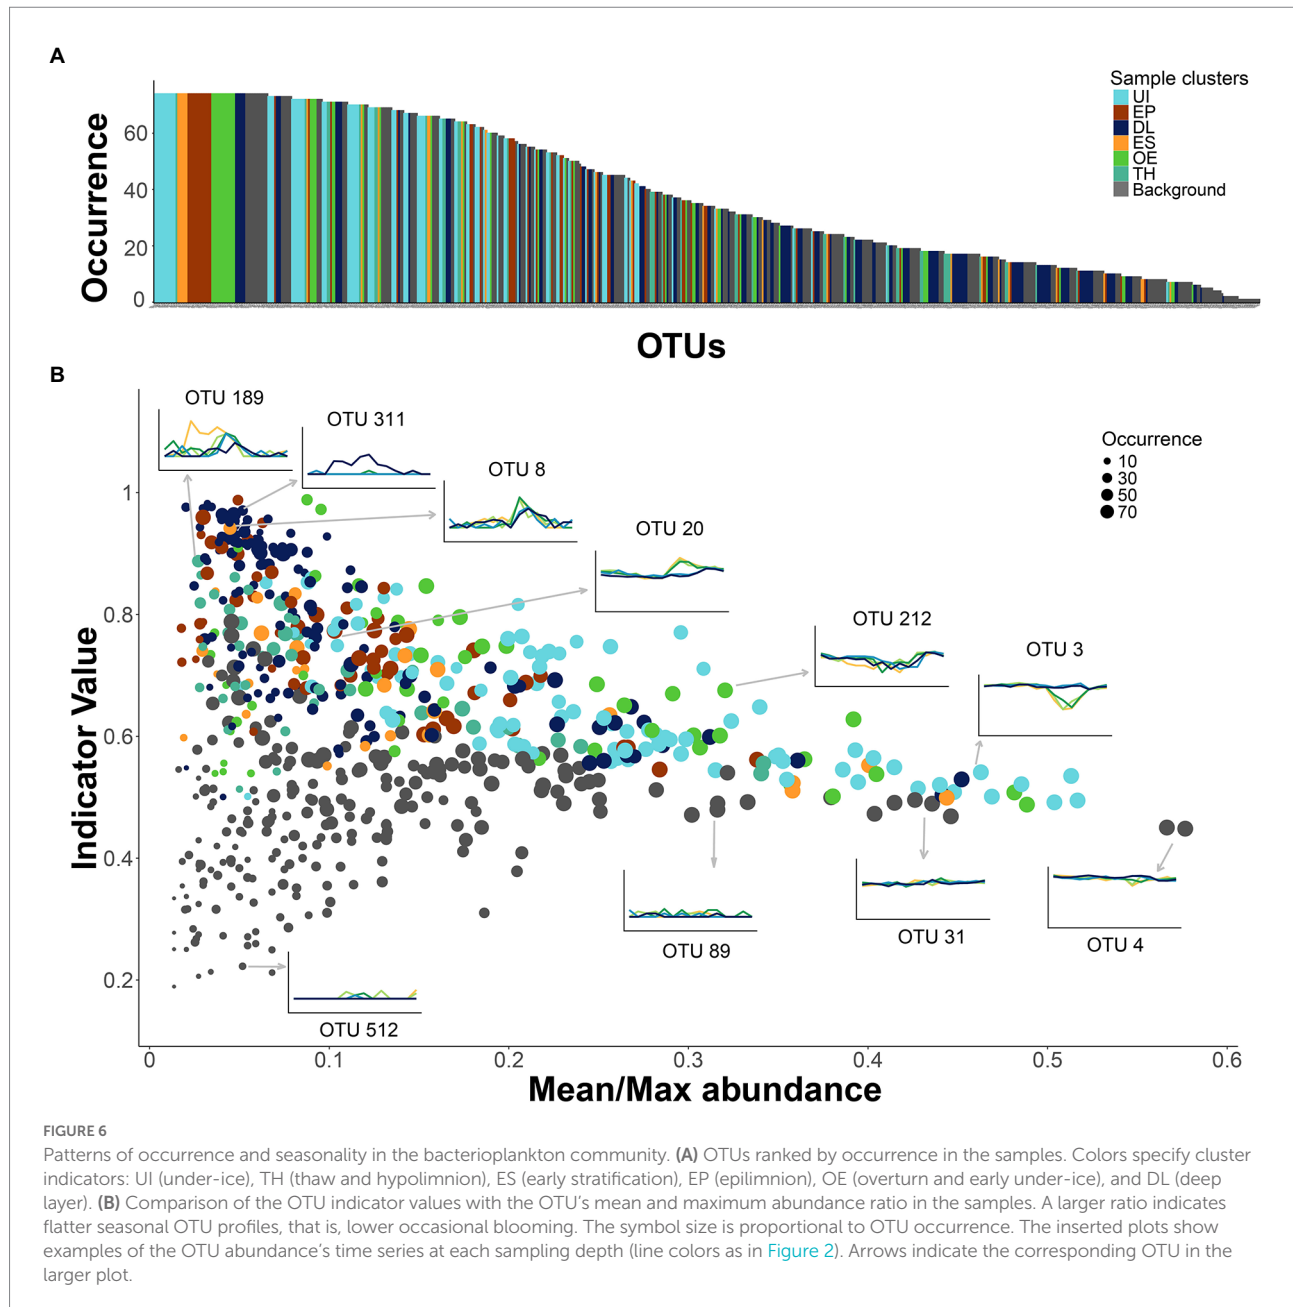 A
Sample clusters
UI
EP
DL
ES
OE
TH
Background
Occurrence
60
40
20
0
OTUs
B
OTU 189
OTU 311
OTU 8
OTU 20
OTU 212
OTU 3
Occurrence
10
30
50
70
Indicator Value
1
0.8
0.6
0.4
0.2
OTU 89
OTU 31
OTU 4
OTU 512
0
0.1
0.2
0.3
0.4
0.5
0.6
Mean/Max abundance
FIGURE 6
Patterns of occurrence and seasonality in the bacterioplankton community. (A) OTUs ranked by occurrence in the samples. Colors specify cluster
indicators: UI (under-ice), TH (thaw and hypolimnion), ES (early stratification), EP (epilimnion), OE (overturn and early under-ice), and DL (deep
layer). (B) Comparison of the OTU indicator values with the OTU's mean and maximum abundance ratio in the samples. A larger ratio indicates
flatter seasonal OTU profiles, that is, lower occasional blooming. The symbol size is proportional to OTU occurrence. The inserted plots show
examples of the OTU abundance's time series at each sampling depth (line colors as in Figure 2). Arrows indicate the corresponding OTU in the
larger plot.